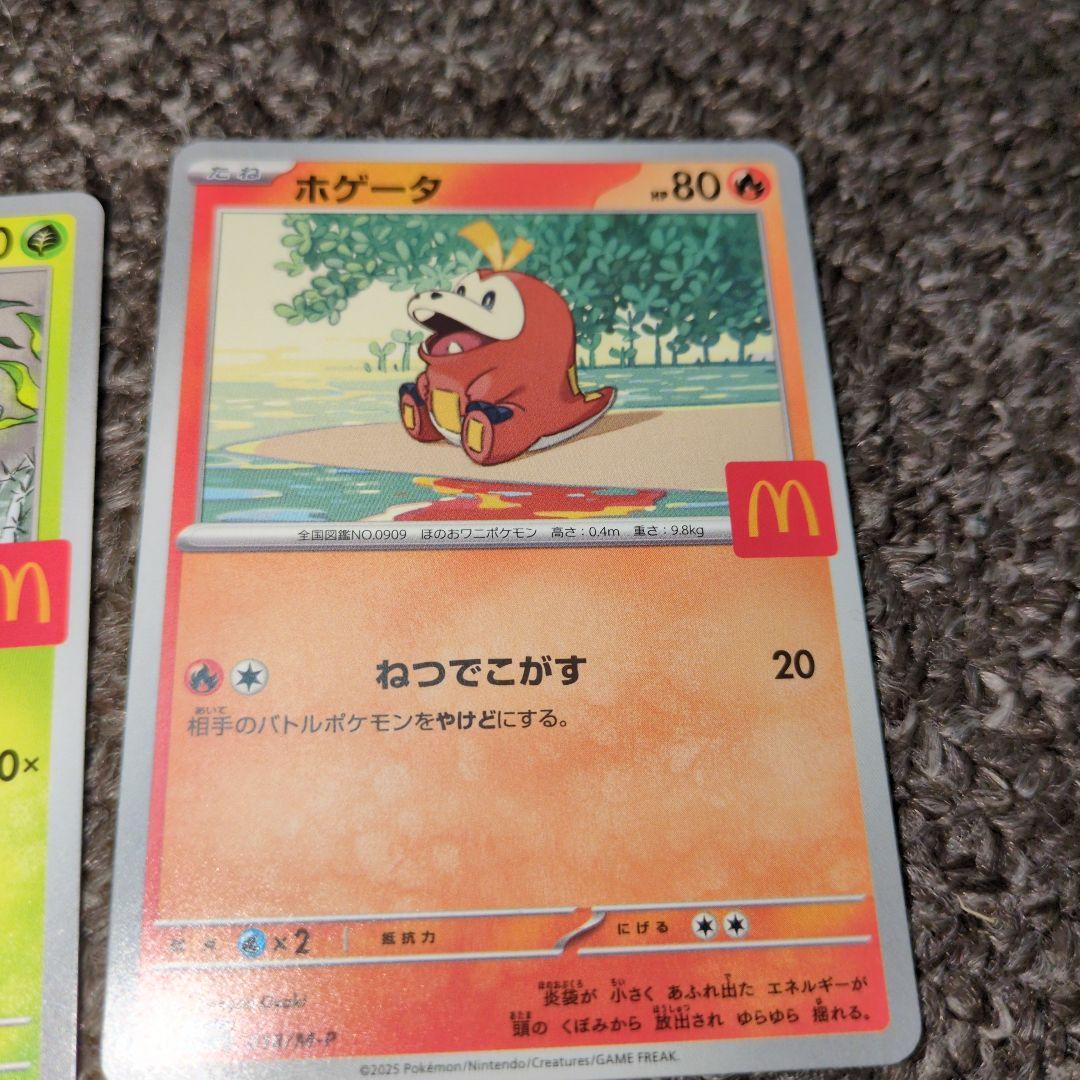 たね ホゲータ HP80
全国図鑑NO.0909 ほのおワニポケモン 高さ:0.4m 重さ:9.8kg
ねつでこがす 20
相手のバトルポケモンをやけどにする。
×2 抵抗力 にげる
炎袋が 小さく あふれ出た エネルギーが
頭の くぼみから 放出され ゆらゆら 揺れる。
/M-P
©2025 Pokémon/Nintendo/Creatures/GAME FREAK.
0
M
0×
M